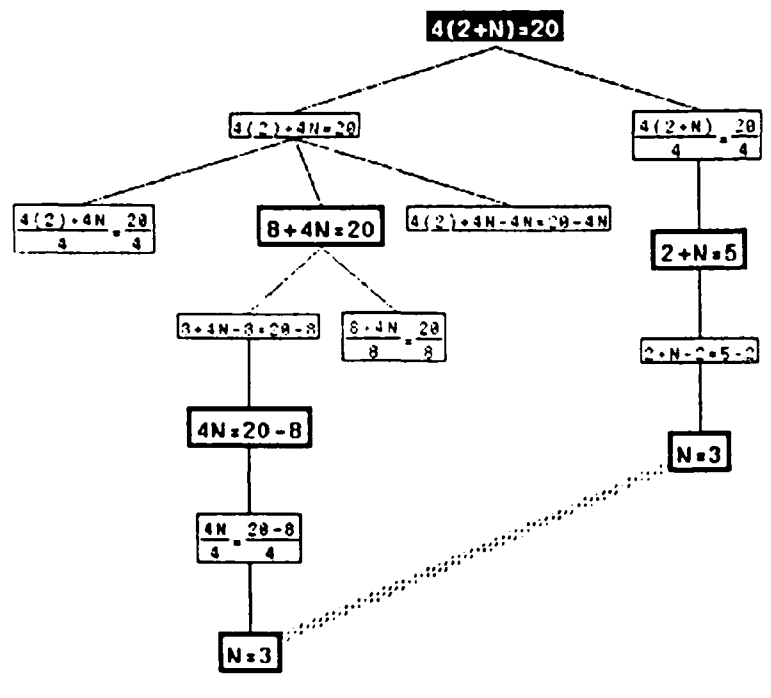 4(2+N)=20
4(2)+4N=20
4(2+N)/4=20/4
4(2)+4N/4=20/4
8+4N=20
4(2)+4N-4N=20-4N
2+N=5
8+4N-8=20-8
8+4N/8=20/8
2+N-2=5-2
4N=20-8
N=3
4N/4=20-8/4
N=3